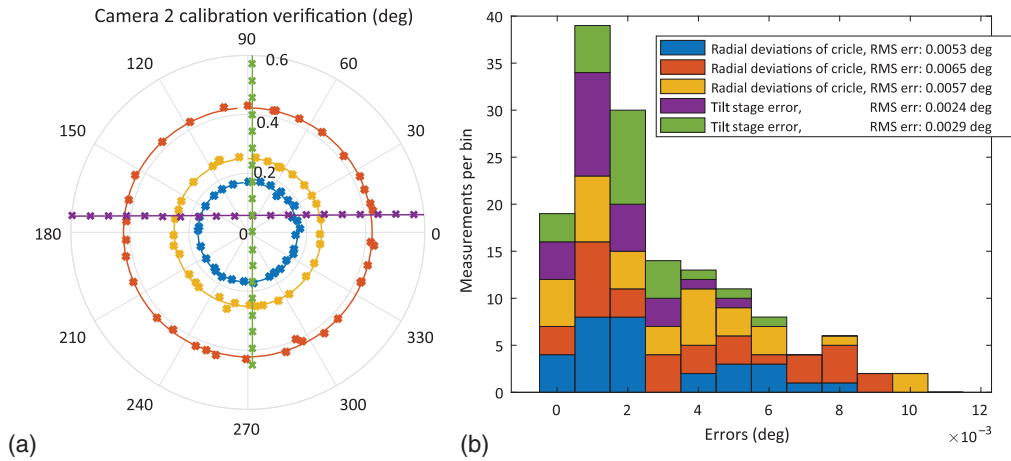 Camera 2 calibration verification (deg)
90
120
60
0.6
150
0.4
30
0.2
180
0
0
210
330
240
300
270
(a)
40
35
30
25
20
15
10
5
0
Measurements per bin
Radial deviations of cricle, RMS err: 0.0053 deg
Radial deviations of cricle, RMS err: 0.0065 deg
Radial deviations of cricle, RMS err: 0.0057 deg
Tilt stage error, RMS err: 0.0024 deg
Tilt stage error, RMS err: 0.0029 deg
0 2 4 6 8 10 12
Errors (deg)
×10⁻³
(b)